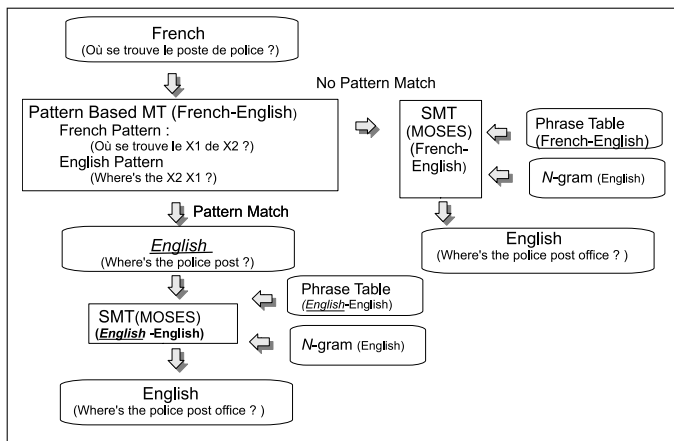 French
(Où se trouve le poste de police ?)
No Pattern Match
Pattern Based MT (French-English)
French Pattern :
(Où se trouve le X1 de X2 ?)
English Pattern
(Where's the X2 X1 ?)
SMT
(MOSES)
(French-
English)
Phrase Table
(French-English)
N-gram (English)
Pattern Match
English
(Where's the police post ?)
English
(Where's the police post office ? )
SMT(MOSES)
(English -English)
Phrase Table
(English-English)
N-gram (English)
English
(Where's the police post office ? )